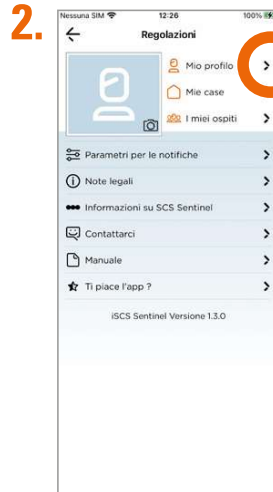 2.
Nessuna SIM 12:26 100%
Regolazioni
Mio profilo
Mie case
I miei ospiti
Parametri per le notifiche
Note legali
Informazioni su SCS Sentinel
Contattarci
Manuale
Ti piace l'app ?
iSCS Sentinel Versione 1.3.0